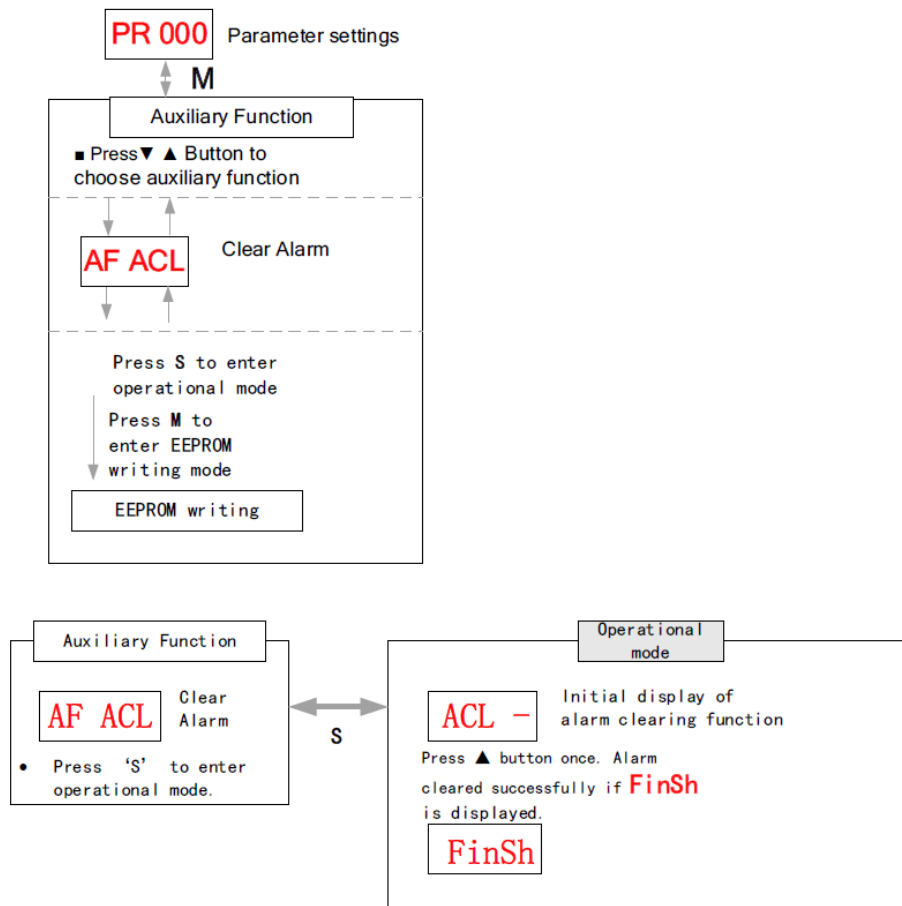 PR 000 Parameter settings
M
Auxiliary Function
■ Press▼ ▲ Button to
choose auxiliary function
AF ACL Clear Alarm
Press S to enter
operational mode
Press M to
enter EEPROM
writing mode
EEPROM writing
Auxiliary Function
AF ACL Clear
Alarm
• Press ‘S’ to enter
operational mode.
S
Operational
mode
ACL - Initial display of
alarm clearing function
Press ▲ button once. Alarm
cleared successfully if FinSh
is displayed.
FinSh